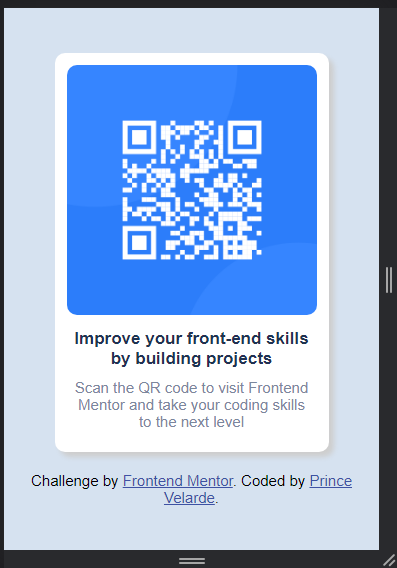 Improve your front-end skills
by building projects
Scan the QR code to visit Frontend
Mentor and take your coding skills
to the next level
Challenge by Frontend Mentor. Coded by Prince
Velarde.